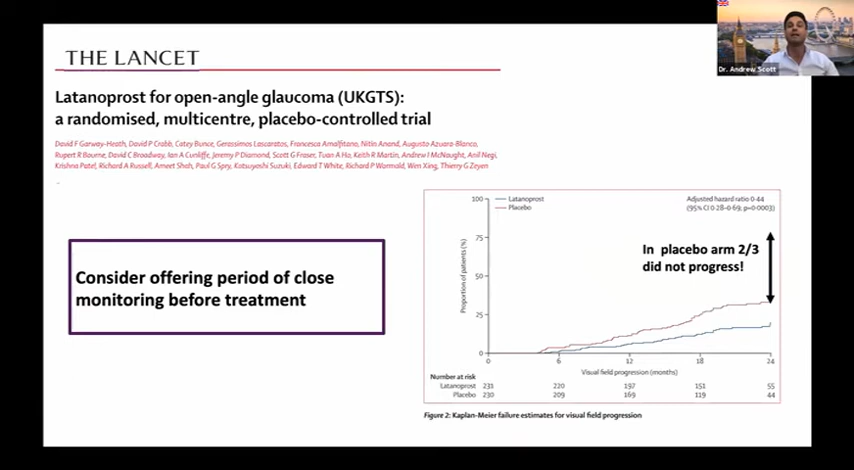 THE LANCET
Latanoprost for open-angle glaucoma (UKGTS):
a randomised, multicentre, placebo-controlled trial
David F Garway-Heath, David P Crabb, Catey Bunce, Gerassimos Lascaratos, Francesca Amalfitano, Nitin Anand, Augusto Azuara-Blanco,
Rupert R Bourne, David C Broadway, Ian A Cunliffe, Jeremy P Diamond, Scott G Fraser, Tuan A Ho, Keith R Martin, Andrew I McNaught, Anil Negi,
Krishna Patel, Richard A Russell, Ameet Shah, Paul G Spry, Katsuyoshi Suzuki, Edward T White, Richard P Wormald, Wen Xing, Thierry G Zeyen
Consider offering period of close
monitoring before treatment
Latanoprost
Placebo
Adjusted hazard ratio 0·44
(95% CI 0·28–0·69; p=0·0003)
In placebo arm 2/3
did not progress!
Proportion of patients (%)
100
75
50
25
0
0 6 12 18 24
Visual field progression (months)
Number at risk
Latanoprost 231 220 197 151 55
Placebo 230 209 169 119 44
Figure 2: Kaplan-Meier failure estimates for visual field progression
Dr. Andrew Scott